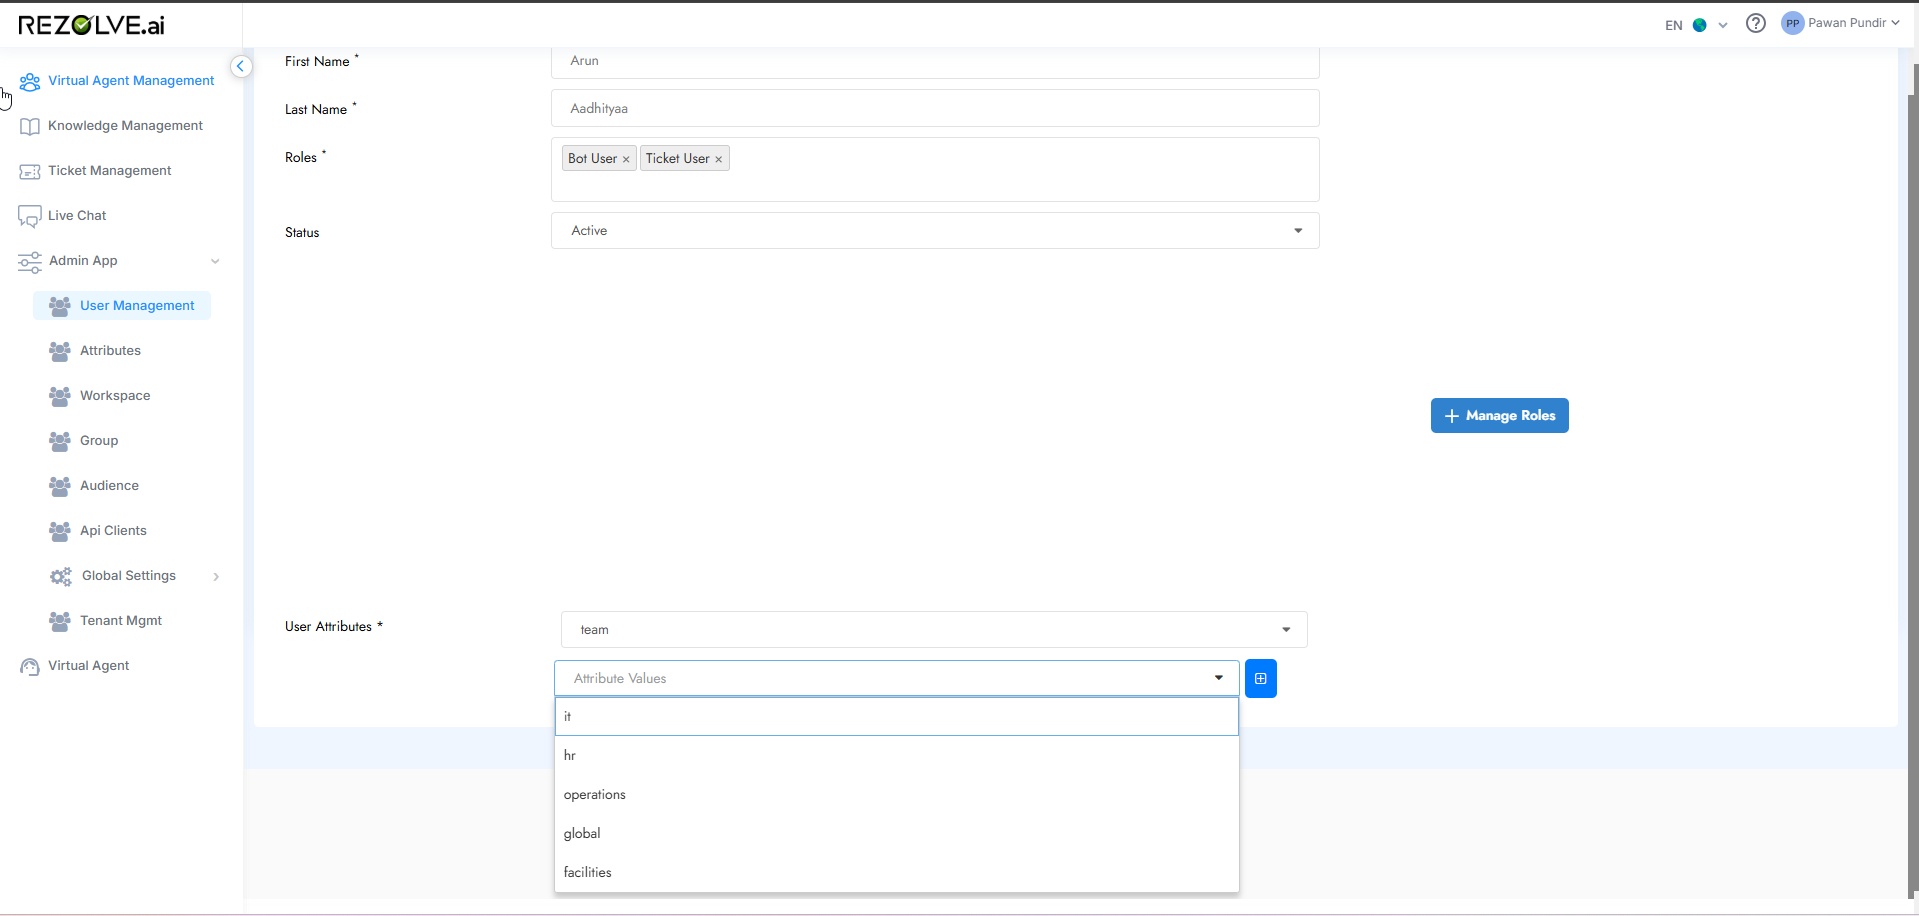 REZOLVE.ai
EN
PP Pawan Pundir
Virtual Agent Management
Knowledge Management
Ticket Management
Live Chat
Admin App
User Management
Attributes
Workspace
Group
Audience
Api Clients
Global Settings
Tenant Mgmt
Virtual Agent
First Name *
Arun
Last Name *
Aadhityaa
Roles *
Bot User × Ticket User ×
Status
Active
+ Manage Roles
User Attributes *
team
Attribute Values
it
hr
operations
global
facilities